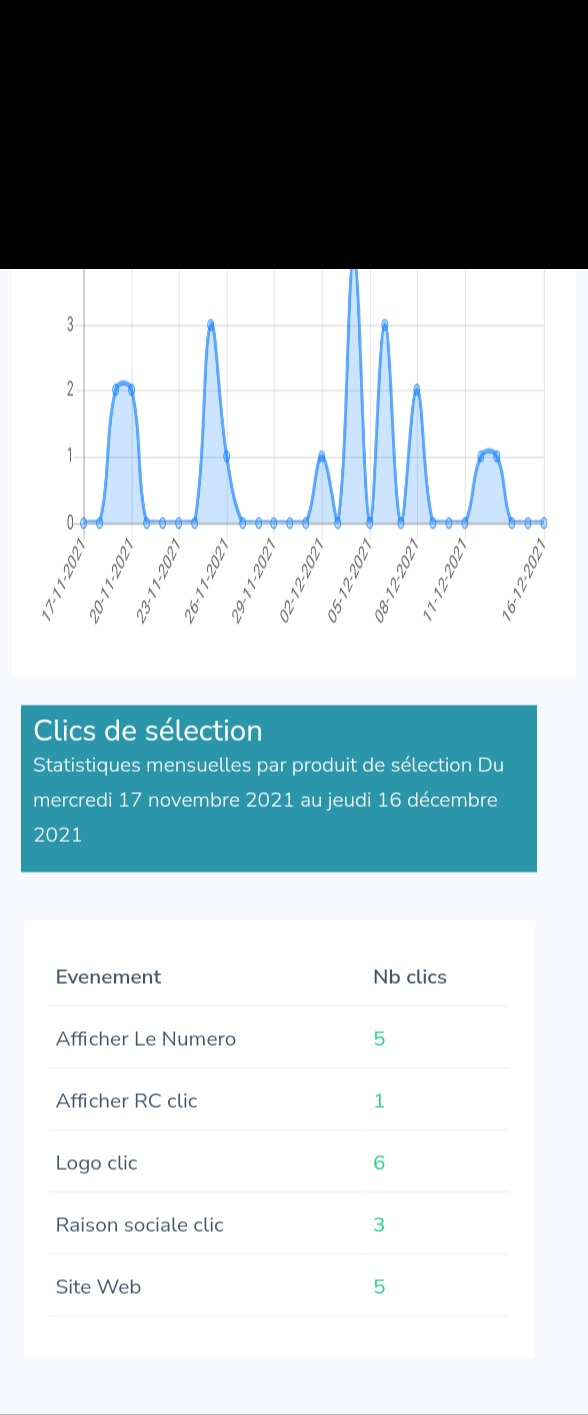 3
2
1
0
17-11-2021
20-11-2021
23-11-2021
26-11-2021
29-11-2021
02-12-2021
05-12-2021
08-12-2021
11-12-2021
16-12-2021
Clics de sélection
Statistiques mensuelles par produit de sélection Du
mercredi 17 novembre 2021 au jeudi 16 décembre
2021
Evenement Nb clics
Afficher Le Numero 5
Afficher RC clic 1
Logo clic 6
Raison sociale clic 3
Site Web 5